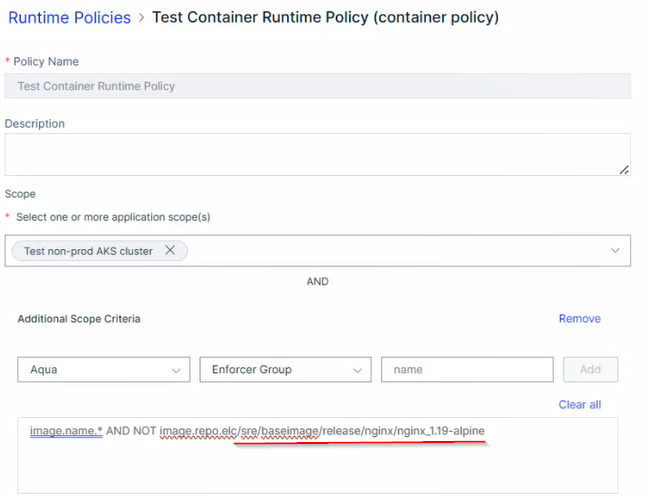 Runtime Policies > Test Container Runtime Policy (container policy)
* Policy Name
Test Container Runtime Policy
Description
Scope
* Select one or more application scope(s)
Test non-prod AKS cluster
AND
Additional Scope Criteria Remove
Aqua Enforcer Group name Add
Clear all
image.name.* AND NOT image.repo.elc/sre/baseimage/release/nginx/nginx_1.19-alpine